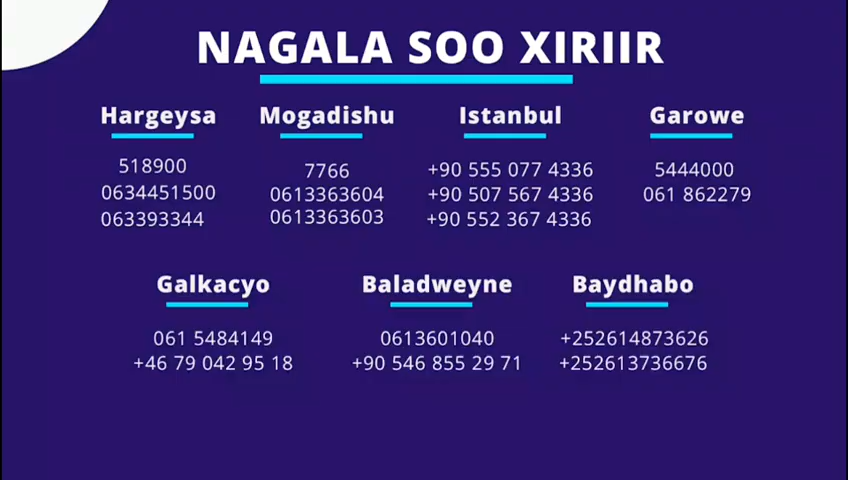 NAGALA SOO XIRIIR
Hargeysa
518900
0634451500
063393344
Mogadishu
7766
0613363604
0613363603
Istanbul
+90 555 077 4336
+90 507 567 4336
+90 552 367 4336
Garowe
5444000
061 862279
Galkacyo
061 5484149
+46 79 042 95 18
Baladweyne
0613601040
+90 546 855 29 71
Baydhabo
+252614873626
+252613736676